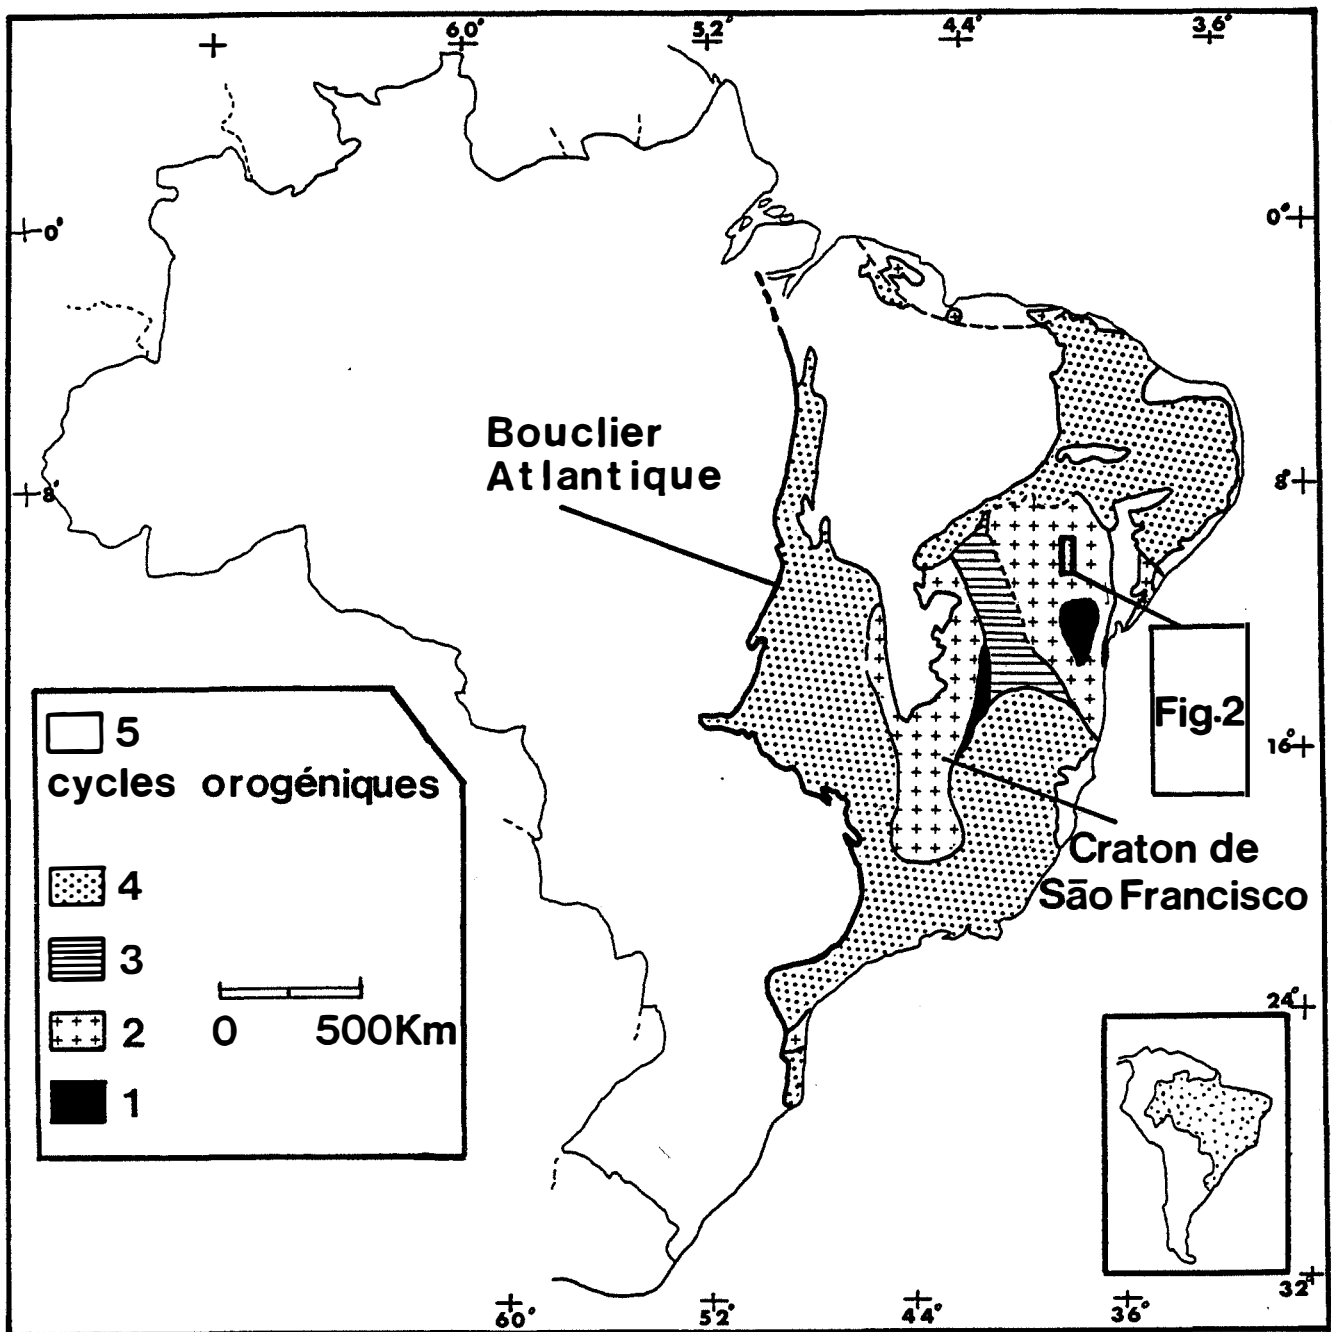 60° 52° 44° 36°
0° 0°
Bouclier
Atlantique
8° 8°
Fig.2
5
cycles orogéniques
16°
Craton de
São Francisco
4
3
2
0 500Km
1
24°
32°
60° 52° 44° 36°